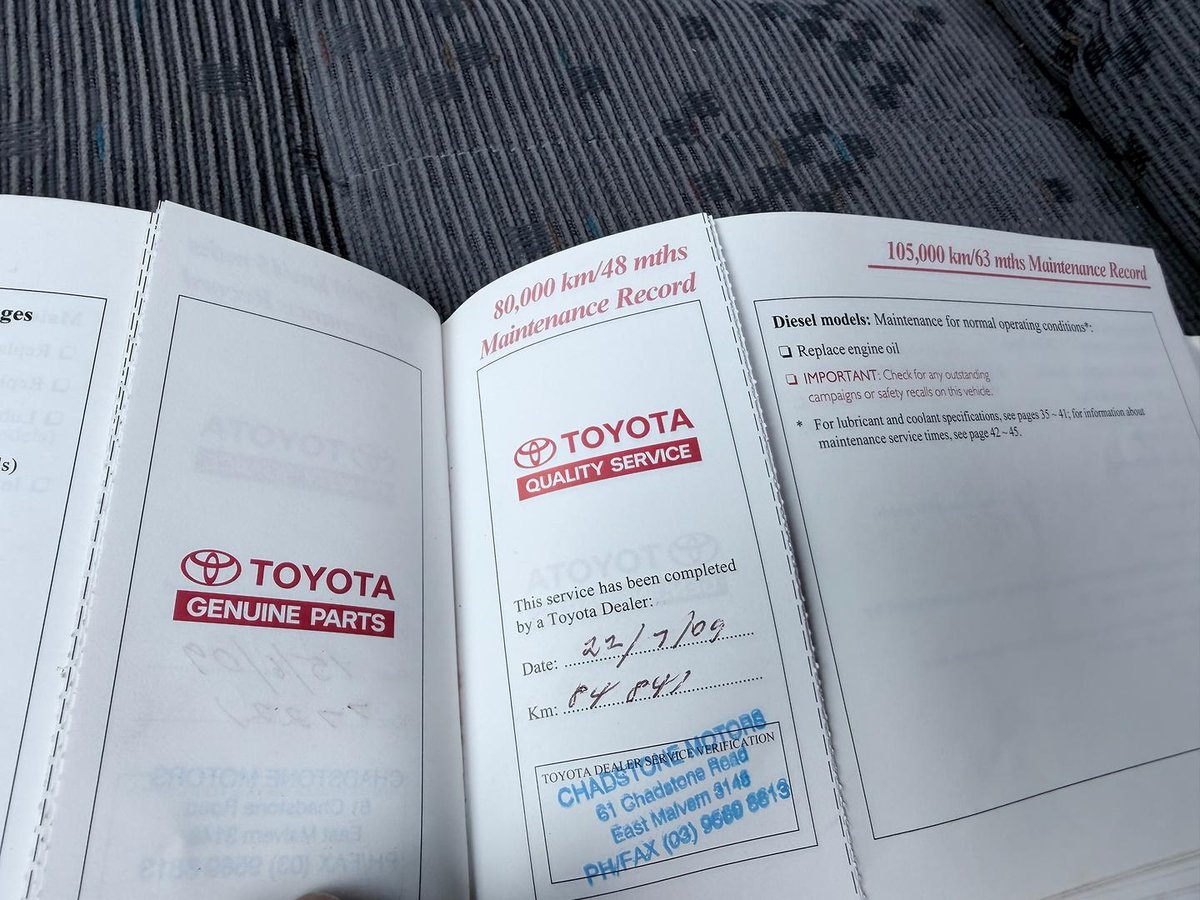 ges
s)
TOYOTA
GENUINE PARTS
80,000 km/48 mths
Maintenance Record
TOYOTA
QUALITY SERVICE
This service has been completed
by a Toyota Dealer:
Date: 22/7/09
Km: 84 841
TOYOTA DEALER SERVICE VERIFICATION
CHADSTONE MOTORS
61 Chadstone Road
East Malvern 3148
PH/FAX (03) 9569 8813
105,000 km/63 mths Maintenance Record
Diesel models: Maintenance for normal operating conditions*:
❏ Replace engine oil
❏ IMPORTANT: Check for any outstanding
campaigns or safety recalls on this vehicle.
* For lubricant and coolant specifications, see pages 35 ~ 41; for information about
maintenance service times, see page 42 ~ 45.